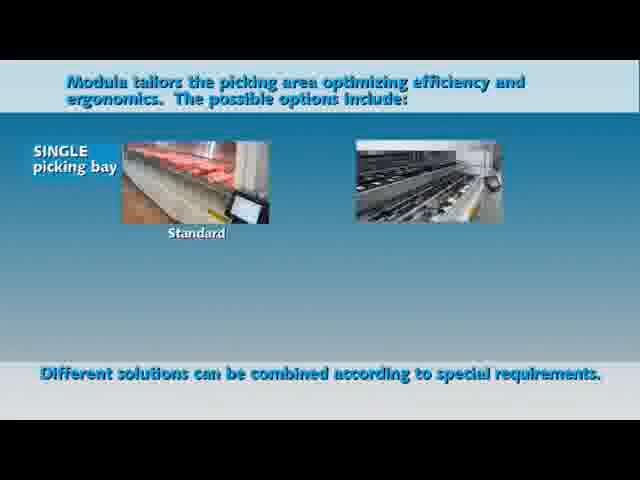 Modula tailors the picking area optimizing efficiency and
ergonomics. The possible options include:
SINGLE
picking bay
Standard
Different solutions can be combined according to special requirements.